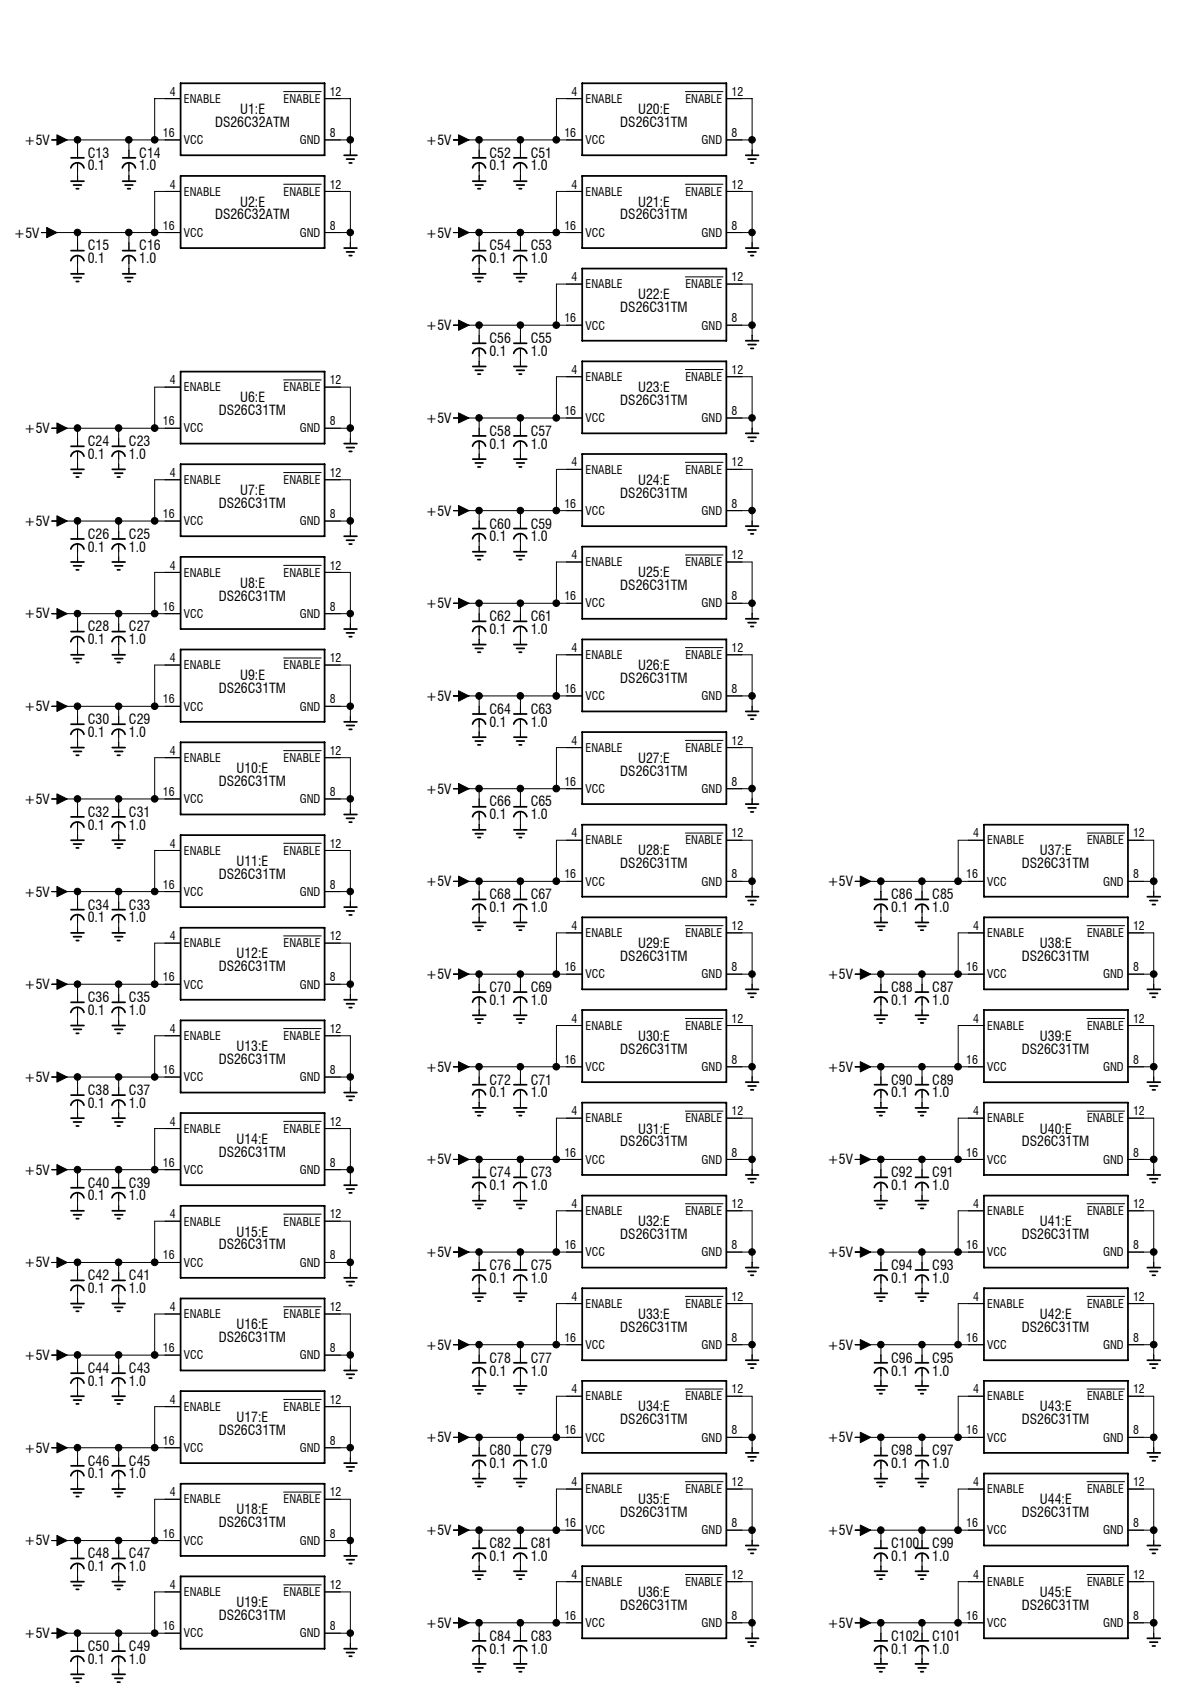 4 ENABLE ENABLE 12
U1:E
DS26C32ATM
+5V 16 VCC GND 8
C13 C14
0.1 1.0
4 ENABLE ENABLE 12
U2:E
DS26C32ATM
+5V 16 VCC GND 8
C15 C16
0.1 1.0
4 ENABLE ENABLE 12
U6:E
DS26C31TM
+5V 16 VCC GND 8
C24 C23
0.1 1.0
4 ENABLE ENABLE 12
U7:E
DS26C31TM
+5V 16 VCC GND 8
C26 C25
0.1 1.0
4 ENABLE ENABLE 12
U8:E
DS26C31TM
+5V 16 VCC GND 8
C28 C27
0.1 1.0
4 ENABLE ENABLE 12
U9:E
DS26C31TM
+5V 16 VCC GND 8
C30 C29
0.1 1.0
4 ENABLE ENABLE 12
U10:E
DS26C31TM
+5V 16 VCC GND 8
C32 C31
0.1 1.0
4 ENABLE ENABLE 12
U11:E
DS26C31TM
+5V 16 VCC GND 8
C34 C33
0.1 1.0
4 ENABLE ENABLE 12
U12:E
DS26C31TM
+5V 16 VCC GND 8
C36 C35
0.1 1.0
4 ENABLE ENABLE 12
U13:E
DS26C31TM
+5V 16 VCC GND 8
C38 C37
0.1 1.0
4 ENABLE ENABLE 12
U14:E
DS26C31TM
+5V 16 VCC GND 8
C40 C39
0.1 1.0
4 ENABLE ENABLE 12
U15:E
DS26C31TM
+5V 16 VCC GND 8
C42 C41
0.1 1.0
4 ENABLE ENABLE 12
U16:E
DS26C31TM
+5V 16 VCC GND 8
C44 C43
0.1 1.0
4 ENABLE ENABLE 12
U17:E
DS26C31TM
+5V 16 VCC GND 8
C46 C45
0.1 1.0
4 ENABLE ENABLE 12
U18:E
DS26C31TM
+5V 16 VCC GND 8
C48 C47
0.1 1.0
4 ENABLE ENABLE 12
U19:E
DS26C31TM
+5V 16 VCC GND 8
C50 C49
0.1 1.0
4 ENABLE ENABLE 12
U20:E
DS26C31TM
+5V 16 VCC GND 8
C52 C51
0.1 1.0
4 ENABLE ENABLE 12
U21:E
DS26C31TM
+5V 16 VCC GND 8
C54 C53
0.1 1.0
4 ENABLE ENABLE 12
U22:E
DS26C31TM
+5V 16 VCC GND 8
C56 C55
0.1 1.0
4 ENABLE ENABLE 12
U23:E
DS26C31TM
+5V 16 VCC GND 8
C58 C57
0.1 1.0
4 ENABLE ENABLE 12
U24:E
DS26C31TM
+5V 16 VCC GND 8
C60 C59
0.1 1.0
4 ENABLE ENABLE 12
U25:E
DS26C31TM
+5V 16 VCC GND 8
C62 C61
0.1 1.0
4 ENABLE ENABLE 12
U26:E
DS26C31TM
+5V 16 VCC GND 8
C64 C63
0.1 1.0
4 ENABLE ENABLE 12
U27:E
DS26C31TM
+5V 16 VCC GND 8
C66 C65
0.1 1.0
4 ENABLE ENABLE 12
U28:E
DS26C31TM
+5V 16 VCC GND 8
C68 C67
0.1 1.0
4 ENABLE ENABLE 12
U29:E
DS26C31TM
+5V 16 VCC GND 8
C70 C69
0.1 1.0
4 ENABLE ENABLE 12
U30:E
DS26C31TM
+5V 16 VCC GND 8
C72 C71
0.1 1.0
4 ENABLE ENABLE 12
U31:E
DS26C31TM
+5V 16 VCC GND 8
C74 C73
0.1 1.0
4 ENABLE ENABLE 12
U32:E
DS26C31TM
+5V 16 VCC GND 8
C76 C75
0.1 1.0
4 ENABLE ENABLE 12
U33:E
DS26C31TM
+5V 16 VCC GND 8
C78 C77
0.1 1.0
4 ENABLE ENABLE 12
U34:E
DS26C31TM
+5V 16 VCC GND 8
C80 C79
0.1 1.0
4 ENABLE ENABLE 12
U35:E
DS26C31TM
+5V 16 VCC GND 8
C82 C81
0.1 1.0
4 ENABLE ENABLE 12
U36:E
DS26C31TM
+5V 16 VCC GND 8
C84 C83
0.1 1.0
4 ENABLE ENABLE 12
U37:E
DS26C31TM
+5V 16 VCC GND 8
C86 C85
0.1 1.0
4 ENABLE ENABLE 12
U38:E
DS26C31TM
+5V 16 VCC GND 8
C88 C87
0.1 1.0
4 ENABLE ENABLE 12
U39:E
DS26C31TM
+5V 16 VCC GND 8
C90 C89
0.1 1.0
4 ENABLE ENABLE 12
U40:E
DS26C31TM
+5V 16 VCC GND 8
C92 C91
0.1 1.0
4 ENABLE ENABLE 12
U41:E
DS26C31TM
+5V 16 VCC GND 8
C94 C93
0.1 1.0
4 ENABLE ENABLE 12
U42:E
DS26C31TM
+5V 16 VCC GND 8
C96 C95
0.1 1.0
4 ENABLE ENABLE 12
U43:E
DS26C31TM
+5V 16 VCC GND 8
C98 C97
0.1 1.0
4 ENABLE ENABLE 12
U44:E
DS26C31TM
+5V 16 VCC GND 8
C100 C99
0.1 1.0
4 ENABLE ENABLE 12
U45:E
DS26C31TM
+5V 16 VCC GND 8
C102 C101
0.1 1.0